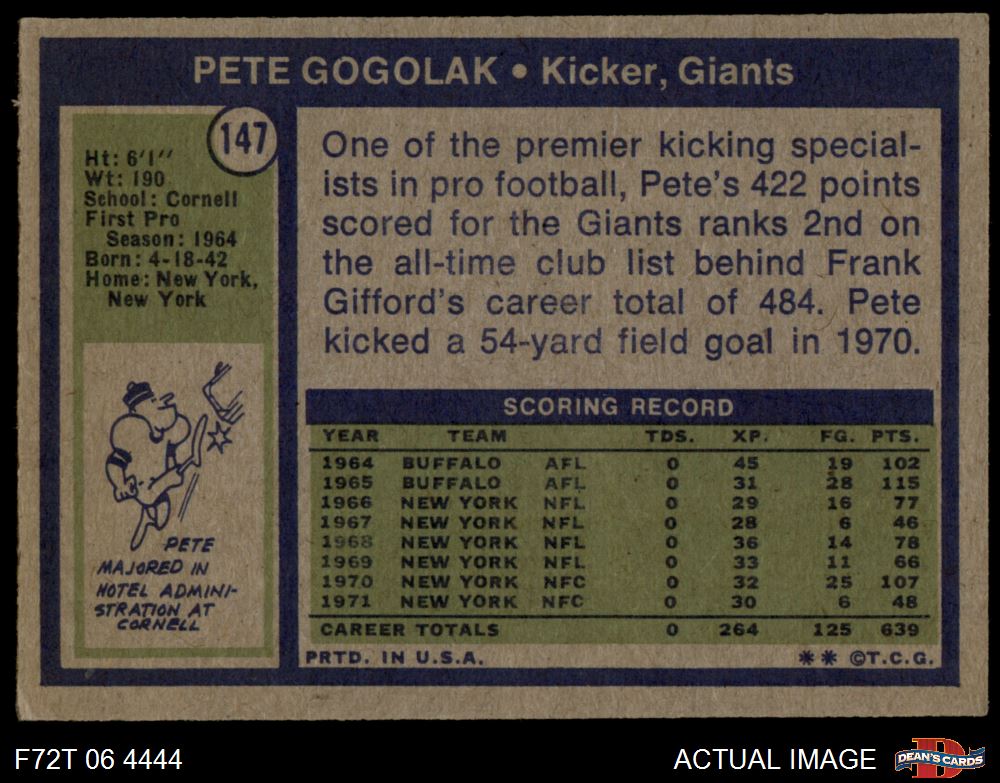 PETE GOGOLAK • Kicker, Giants
147
Ht: 6'1"
Wt: 190
School: Cornell
First Pro
Season: 1964
Born: 4-18-42
Home: New York,
New York
PETE
MAJORED IN
HOTEL ADMINI-
STRATION AT
CORNELL
One of the premier kicking special-
ists in pro football, Pete's 422 points
scored for the Giants ranks 2nd on
the all-time club list behind Frank
Gifford's career total of 484. Pete
kicked a 54-yard field goal in 1970.
SCORING RECORD
YEAR TEAM TDS. XP. FG. PTS.
1964 BUFFALO AFL 0 45 19 102
1965 BUFFALO AFL 0 31 28 115
1966 NEW YORK NFL 0 29 16 77
1967 NEW YORK NFL 0 28 6 46
1968 NEW YORK NFL 0 36 14 78
1969 NEW YORK NFL 0 33 11 66
1970 NEW YORK NFC 0 32 25 107
1971 NEW YORK NFC 0 30 6 48
CAREER TOTALS 0 264 125 639
PRTD. IN U.S.A. ** ©T.C.G.
F72T 06 4444
ACTUAL IMAGE
D
DEAN'S CARDS